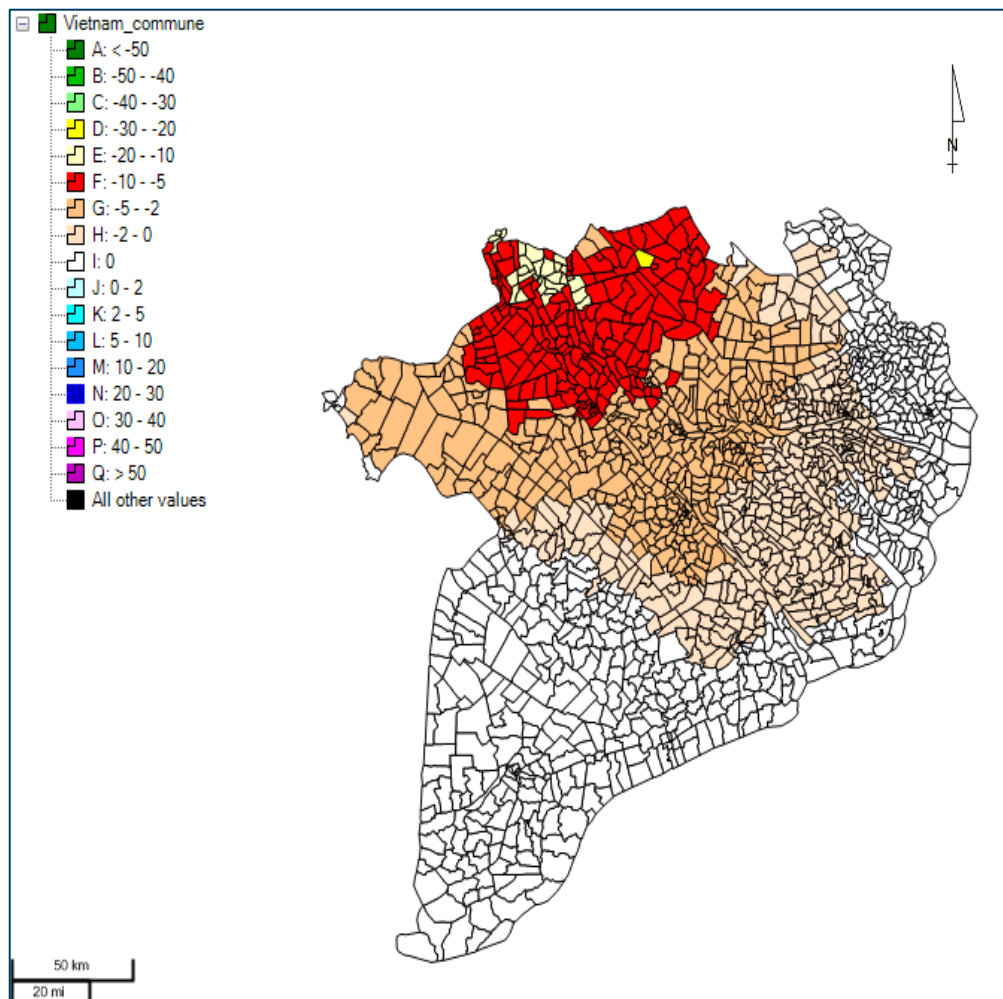 Vietnam_commune
A: < -50
B: -50 - -40
C: -40 - -30
D: -30 - -20
E: -20 - -10
F: -10 - -5
G: -5 - -2
H: -2 - 0
I: 0
J: 0 - 2
K: 2 - 5
L: 5 - 10
M: 10 - 20
N: 20 - 30
O: 30 - 40
P: 40 - 50
Q: > 50
All other values
N
50 km
20 mi